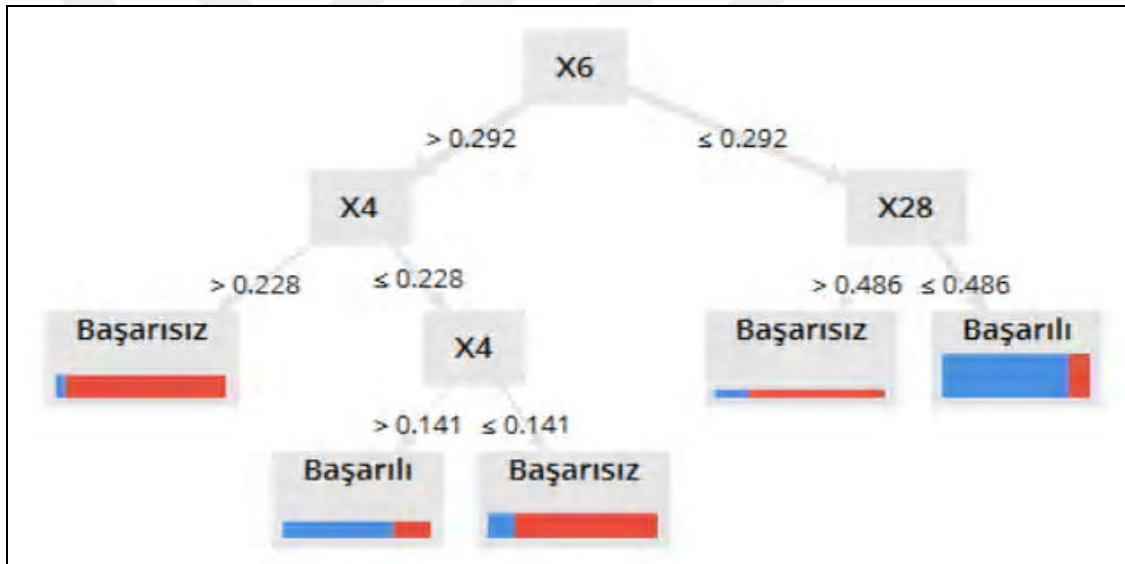 X6
> 0.292 ≤ 0.292
X4 X28
> 0.228 ≤ 0.228 > 0.486 ≤ 0.486
Başarısız X4 Başarısız Başarılı
> 0.141 ≤ 0.141
Başarılı Başarısız